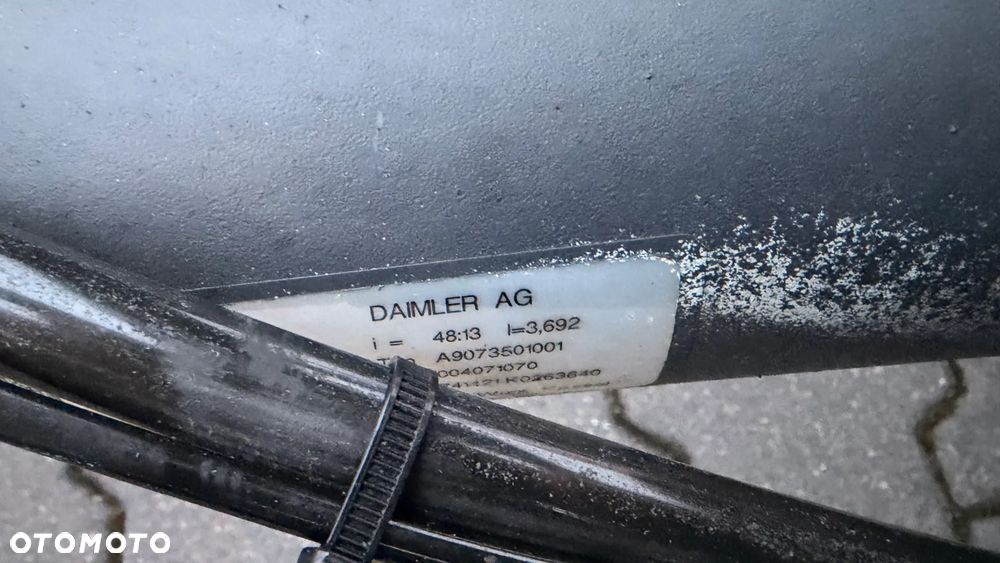 DAIMLER AG
i = 48:13 I=3,692
A9073501001
004071070
OTOMOTO